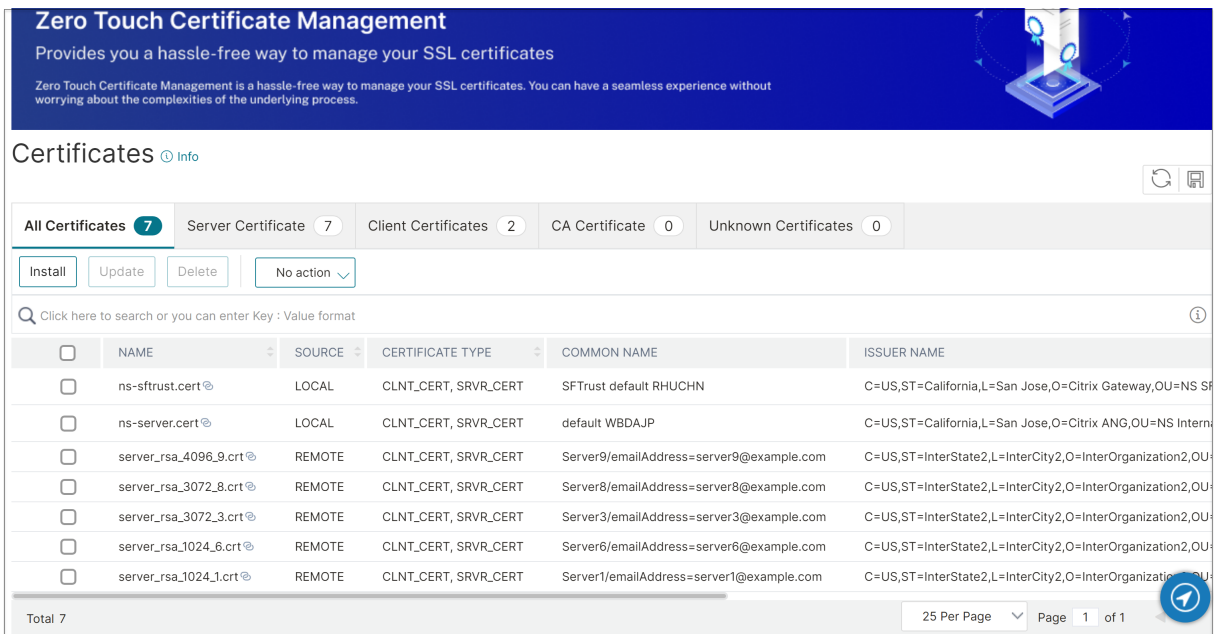 Zero Touch Certificate Management
Provides you a hassle-free way to manage your SSL certificates
Zero Touch Certificate Management is a hassle-free way to manage your SSL certificates. You can have a seamless experience without
worrying about the complexities of the underlying process.
Certificates Info
All Certificates 7 Server Certificate 7 Client Certificates 2 CA Certificate 0 Unknown Certificates 0
Install Update Delete No action
Click here to search or you can enter Key : Value format
NAME SOURCE CERTIFICATE TYPE COMMON NAME ISSUER NAME
ns-sftrust.cert LOCAL CLNT_CERT, SRVR_CERT SFTrust default RHUCHN C=US,ST=California,L=San Jose,O=Citrix Gateway,OU=NS SF
ns-server.cert LOCAL CLNT_CERT, SRVR_CERT default WBDAJP C=US,ST=California,L=San Jose,O=Citrix ANG,OU=NS Interna
server_rsa_4096_9.crt REMOTE CLNT_CERT, SRVR_CERT Server9/emailAddress=server9@example.com C=US,ST=InterState2,L=InterCity2,O=InterOrganization2,OU=
server_rsa_3072_8.crt REMOTE CLNT_CERT, SRVR_CERT Server8/emailAddress=server8@example.com C=US,ST=InterState2,L=InterCity2,O=InterOrganization2,OU=
server_rsa_3072_3.crt REMOTE CLNT_CERT, SRVR_CERT Server3/emailAddress=server3@example.com C=US,ST=InterState2,L=InterCity2,O=InterOrganization2,OU=
server_rsa_1024_6.crt REMOTE CLNT_CERT, SRVR_CERT Server6/emailAddress=server6@example.com C=US,ST=InterState2,L=InterCity2,O=InterOrganization2,OU=
server_rsa_1024_1.crt REMOTE CLNT_CERT, SRVR_CERT Server1/emailAddress=server1@example.com C=US,ST=InterState2,L=InterCity2,O=InterOrganizatio
Total 7 25 Per Page Page 1 of 1